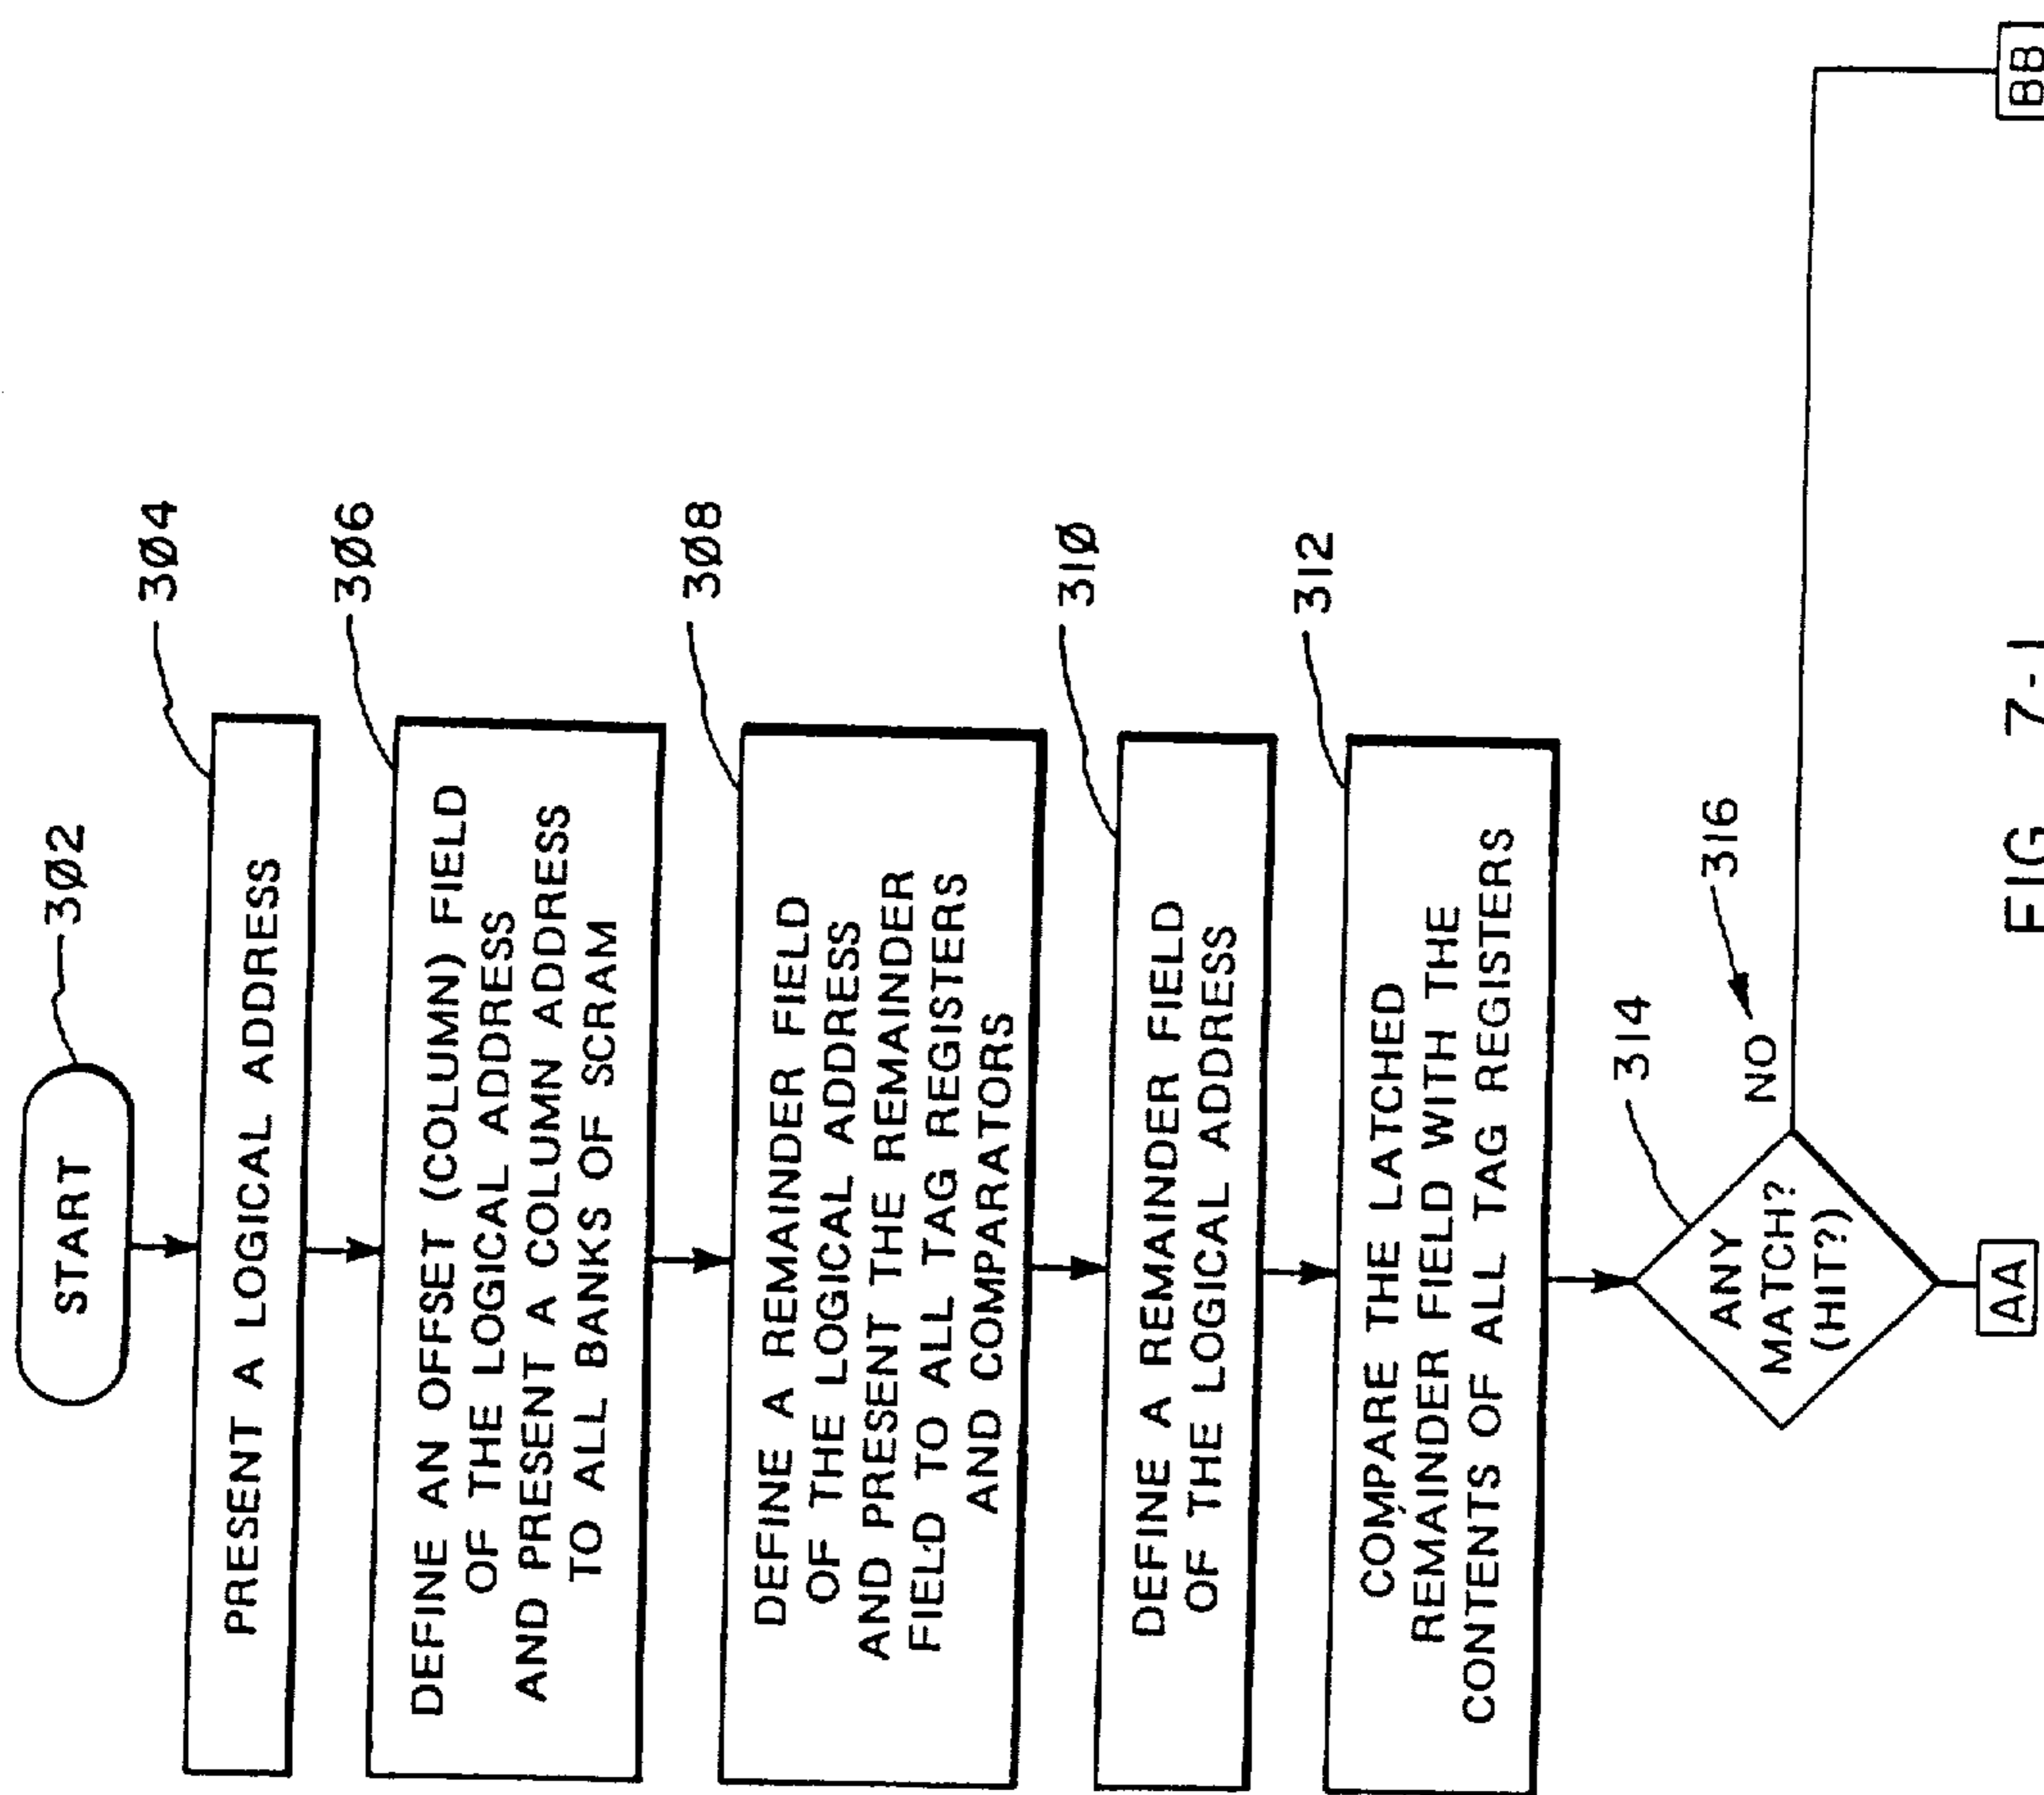 START
302
PRESENT A LOGICAL ADDRESS
304
DEFINE AN OFFSET (COLUMN) FIELD
OF THE LOGICAL ADDRESS
AND PRESENT A COLUMN ADDRESS
TO ALL BANKS OF SCRAM
306
DEFINE A REMAINDER FIELD
OF THE LOGICAL ADDRESS
AND PRESENT THE REMAINDER
FIELD TO ALL TAG REGISTERS
AND COMPARATORS
308
DEFINE A REMAINDER FIELD
OF THE LOGICAL ADDRESS
310
COMPARE THE LATCHED
REMAINDER FIELD WITH THE
CONTENTS OF ALL TAG REGISTERS
312
ANY
MATCH?
(HIT?)
314
NO
316
AA
BB
FIG. 7-1